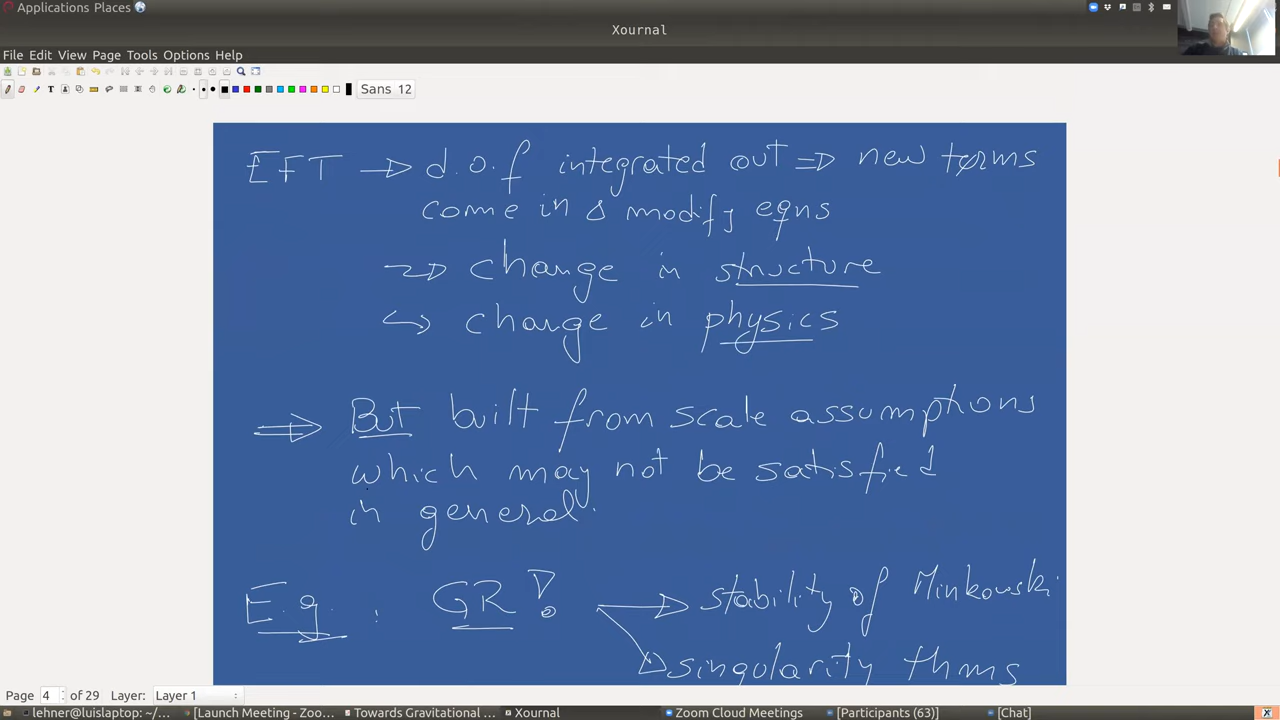 Applications Places
Xournal
File Edit View Page Tools Options Help
Sans 12
EFT → d.o.f integrated out ⇒ new terms
come in & modify eqns
change in structure
↪ change in physics
⇒ But built from scale assumptions
which may not be satisfied
in general.
E.g. : GR ! → stability of Minkowski
singularity thms
Page 4 of 29 Layer: Layer 1
lehner@luislaptop: ~/... [Launch Meeting - Zoo... Towards Gravitational ... Xournal Zoom Cloud Meetings [Participants (63)] [Chat]